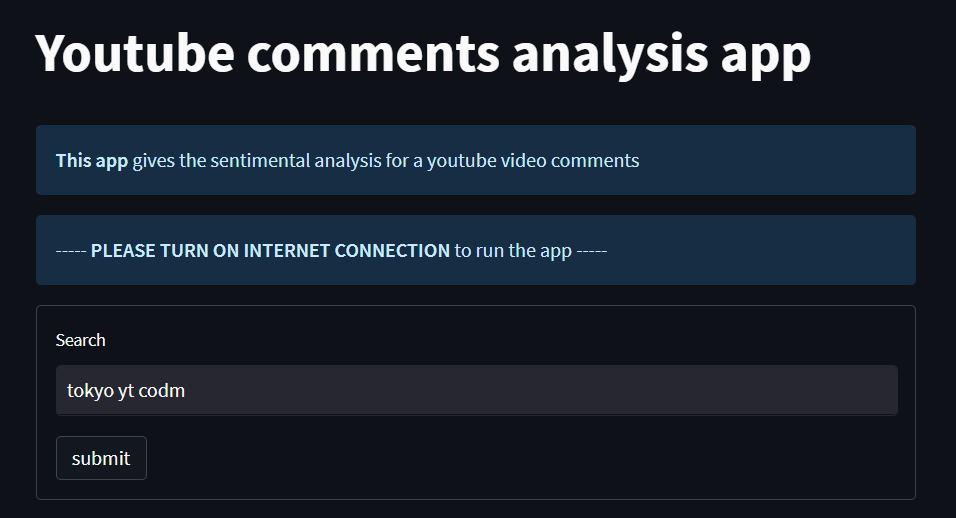 Youtube comments analysis app
This app gives the sentimental analysis for a youtube video comments
----- PLEASE TURN ON INTERNET CONNECTION to run the app -----
Search
tokyo yt codm
submit